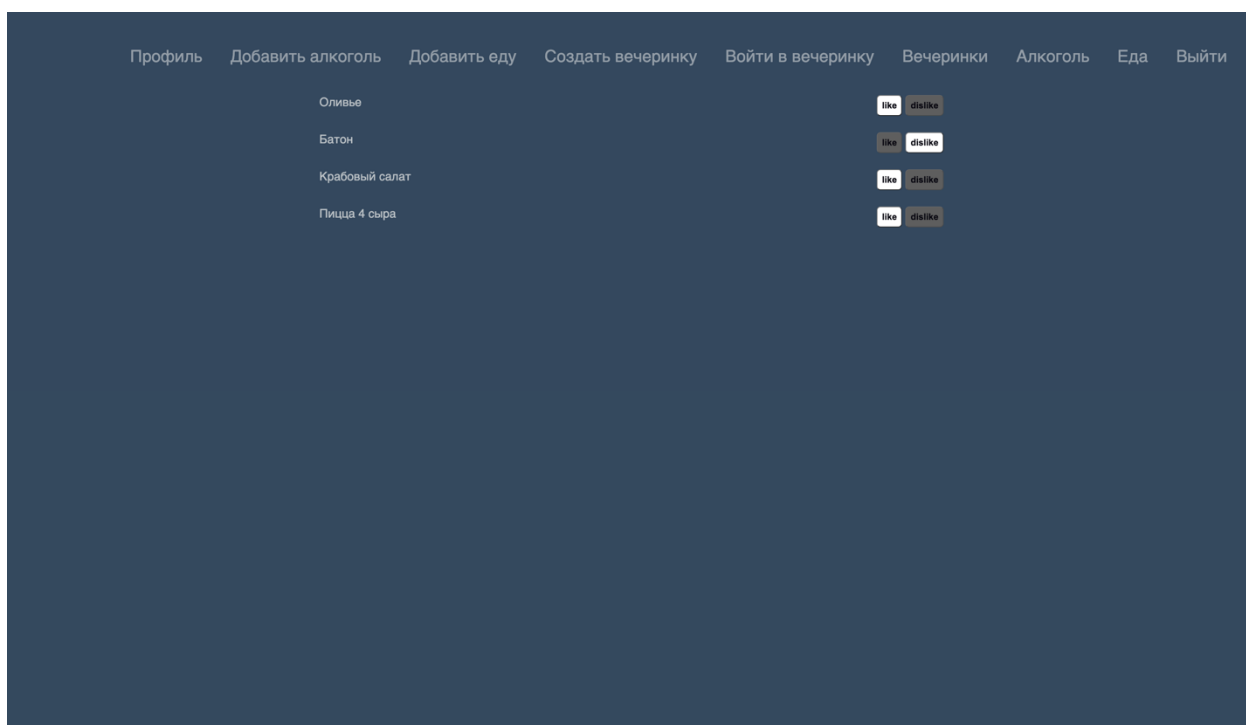 Профиль Добавить алкоголь Добавить еду Создать вечеринку Войти в вечеринку Вечеринки Алкоголь Еда Выйти
Оливье like dislike
Батон like dislike
Крабовый салат like dislike
Пицца 4 сыра like dislike